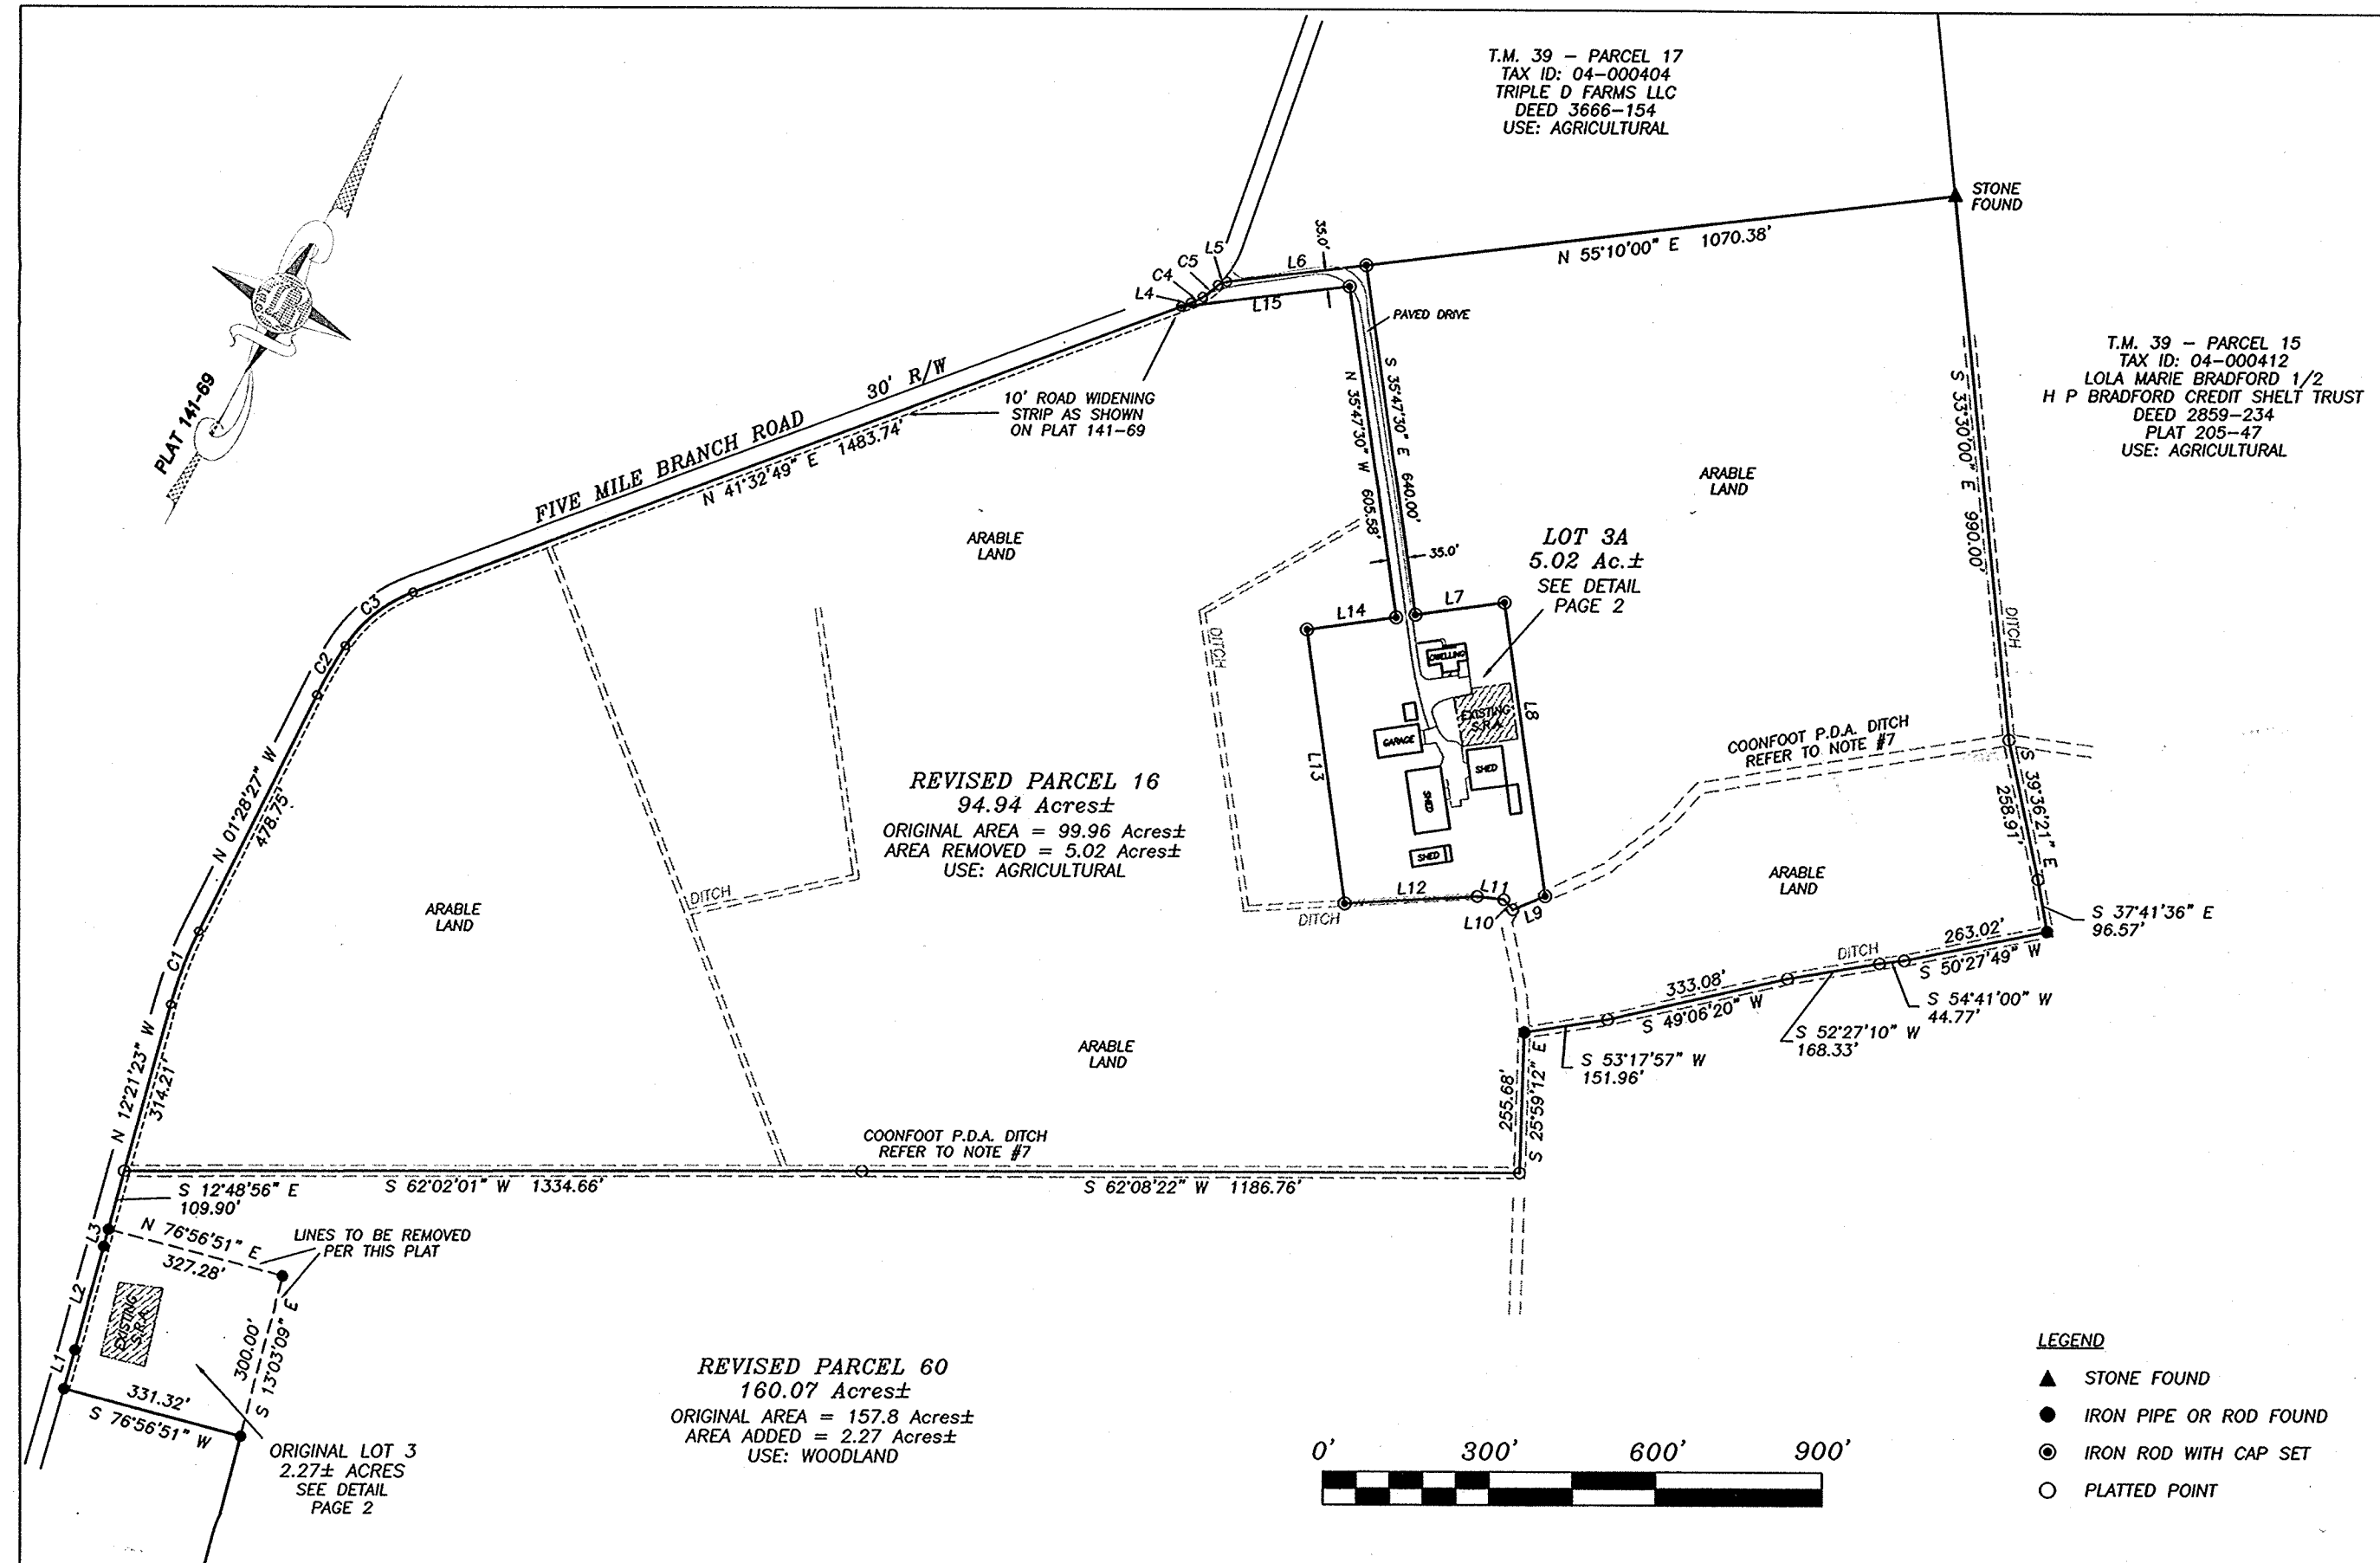 T.M. 39 - PARCEL 17
TAX ID: 04-000404
TRIPLE D FARMS LLC
DEED 3666-154
USE: AGRICULTURAL
STONE
FOUND
N 55°10'00" E 1070.38'
35.0'
L6
L5
C5
C4
L4
L15
PAVED DRIVE
PLAT 141-69
T.M. 39 - PARCEL 15
TAX ID: 04-000412
LOLA MARIE BRADFORD 1/2
H P BRADFORD CREDIT SHELT TRUST
DEED 2859-234
PLAT 205-47
USE: AGRICULTURAL
FIVE MILE BRANCH ROAD 30' R/W
10' ROAD WIDENING
STRIP AS SHOWN
ON PLAT 141-69
N 41°32'49" E 1483.74'
S 35°47'30" E 640.00'
N 35°47'30" W 605.58'
35.0'
S 33°30'00" E 990.00'
ARABLE
LAND
ARABLE
LAND
LOT 3A
5.02 Ac.±
SEE DETAIL
PAGE 2
C3
C2
L14
L7
DITCH
DITCH
DWELLING
EXISTING
S.R.A.
L8
GARAGE
SHED
SHED
SHED
L13
COONFOOT P.D.A. DITCH
REFER TO NOTE #7
N 01°28'27" W
478.75'
REVISED PARCEL 16
94.94 Acres±
ORIGINAL AREA = 99.96 Acres±
AREA REMOVED = 5.02 Acres±
USE: AGRICULTURAL
S 39°36'21" E
258.91'
ARABLE
LAND
ARABLE
LAND
DITCH
L12
L11
L10
L9
DITCH
S 37°41'36" E
96.57'
C1
263.02'
S 50°27'49" W
DITCH
S 54°41'00" W
44.77'
333.08'
S 49°06'20" W
S 52°27'10" W
168.33'
S 53°17'57" W
151.96'
N 12°21'23" W
314.21'
ARABLE
LAND
255.68'
S 25°59'12" E
COONFOOT P.D.A. DITCH
REFER TO NOTE #7
S 62°02'01" W 1334.66'
S 62°08'22" W 1186.76'
S 12°48'56" E
109.90'
L3
N 76°56'51" E
327.28'
LINES TO BE REMOVED
PER THIS PLAT
L2
EXISTING
S.R.A.
300.00'
S 13°03'09" E
L1
331.32'
S 76°56'51" W
ORIGINAL LOT 3
2.27± ACRES
SEE DETAIL
PAGE 2
REVISED PARCEL 60
160.07 Acres±
ORIGINAL AREA = 157.8 Acres±
AREA ADDED = 2.27 Acres±
USE: WOODLAND
0' 300' 600' 900'
LEGEND
STONE FOUND
IRON PIPE OR ROD FOUND
IRON ROD WITH CAP SET
PLATTED POINT